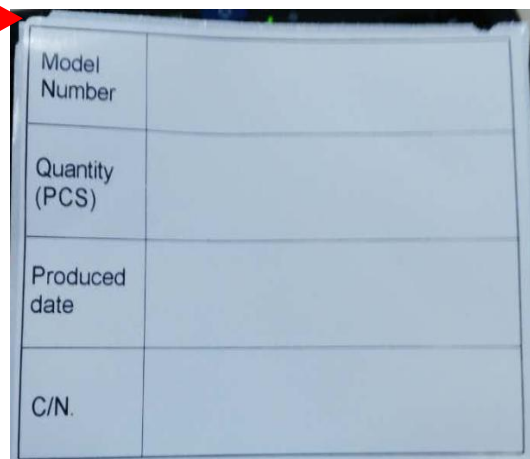 Model
Number
Quantity
(PCS)
Produced
date
C/N.